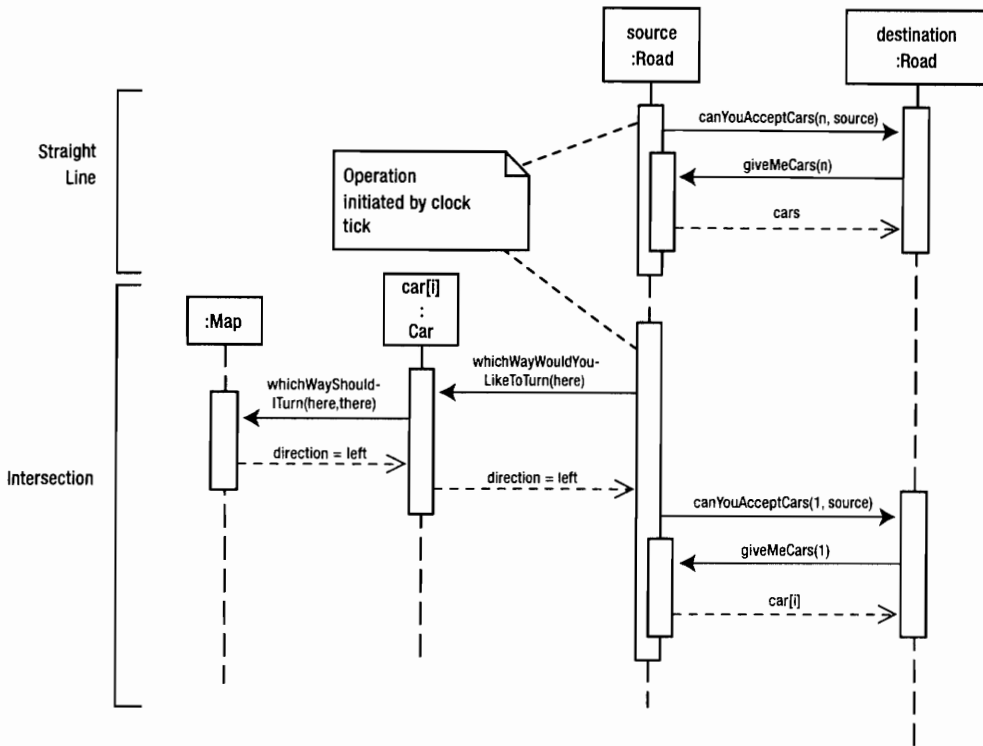 source
:Road
destination
:Road
Straight
Line
canYouAcceptCars(n, source)
Operation
initiated by clock
tick
giveMeCars(n)
cars
car[i]
:
Car
:Map
whichWayWouldYou-
LikeToTurn(here)
whichWayShould-
ITurn(here,there)
direction = left
direction = left
Intersection
canYouAcceptCars(1, source)
giveMeCars(1)
car[i]